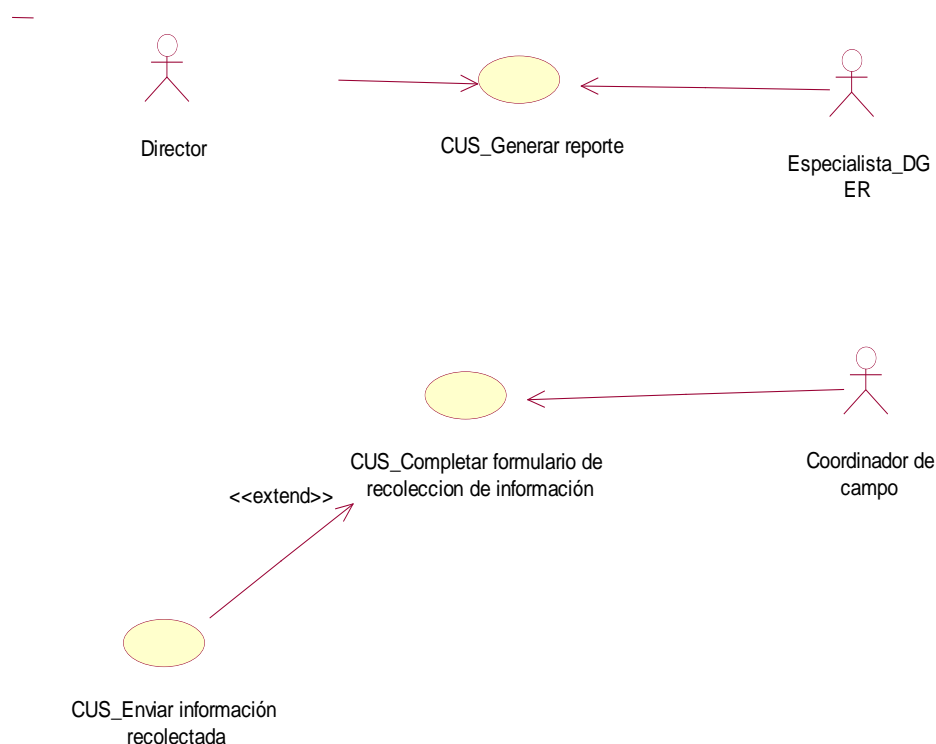 Director
CUS_Generar reporte
Especialista_DG
ER
CUS_Completar formulario de
recoleccion de información
Coordinador de
campo
<<extend>>
CUS_Enviar información
recolectada